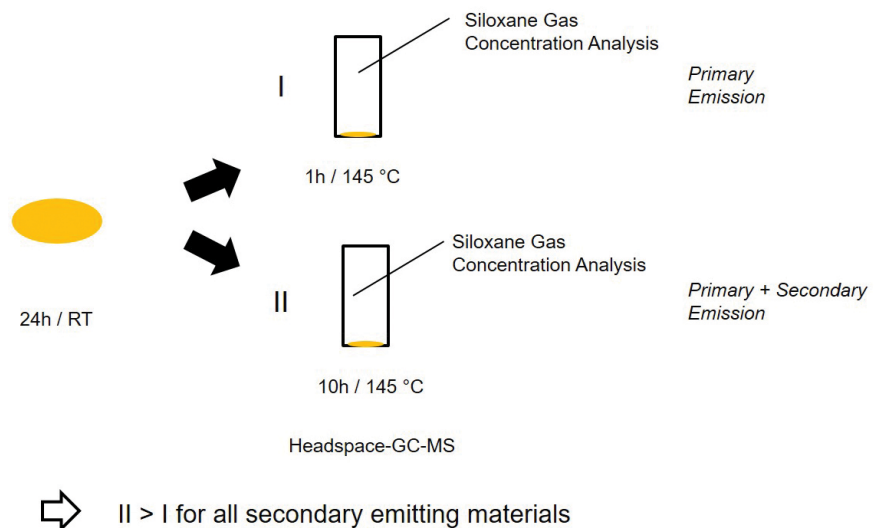 Siloxane Gas
Concentration Analysis
Primary
Emission
I
1h / 145 °C
24h / RT
Siloxane Gas
Concentration Analysis
Primary + Secondary
Emission
II
10h / 145 °C
Headspace-GC-MS
II > I for all secondary emitting materials